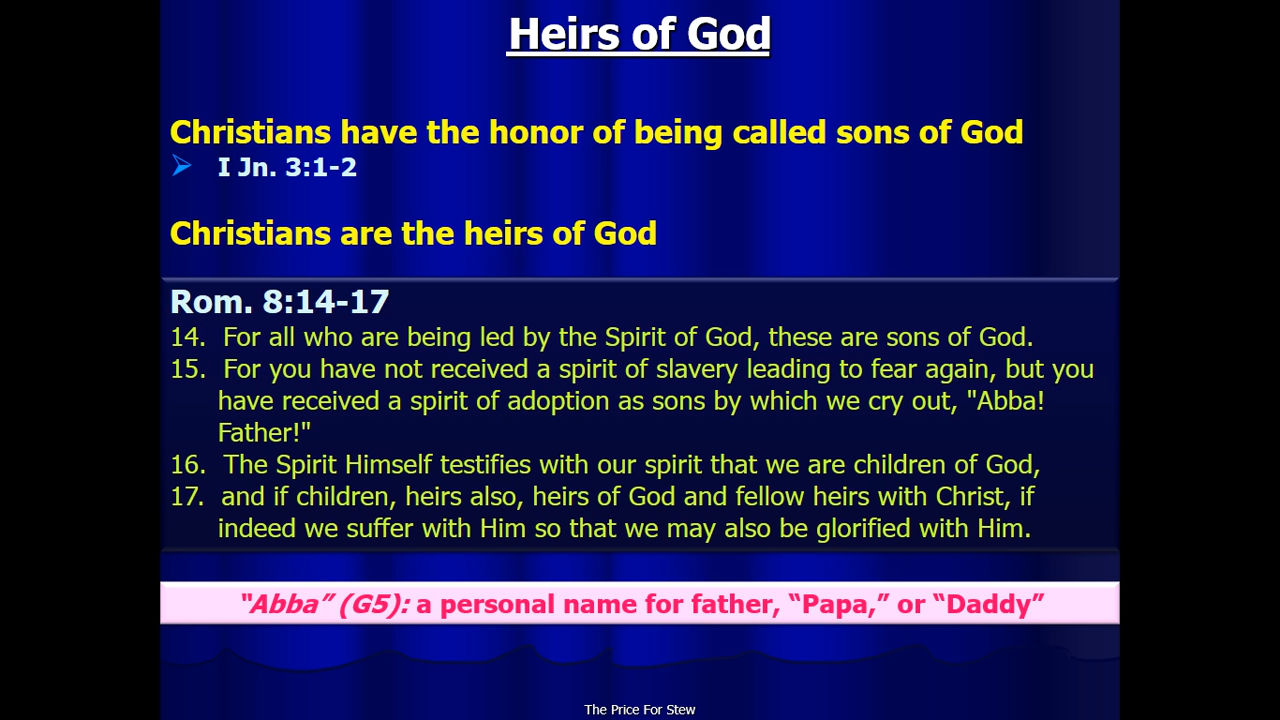 Heirs of God
Christians have the honor of being called sons of God
➢ I Jn. 3:1-2
Christians are the heirs of God
Rom. 8:14-17
14. For all who are being led by the Spirit of God, these are sons of God.
15. For you have not received a spirit of slavery leading to fear again, but you
have received a spirit of adoption as sons by which we cry out, "Abba!
Father!"
16. The Spirit Himself testifies with our spirit that we are children of God,
17. and if children, heirs also, heirs of God and fellow heirs with Christ, if
indeed we suffer with Him so that we may also be glorified with Him.
“Abba” (G5): a personal name for father, “Papa,” or “Daddy”
The Price For Stew